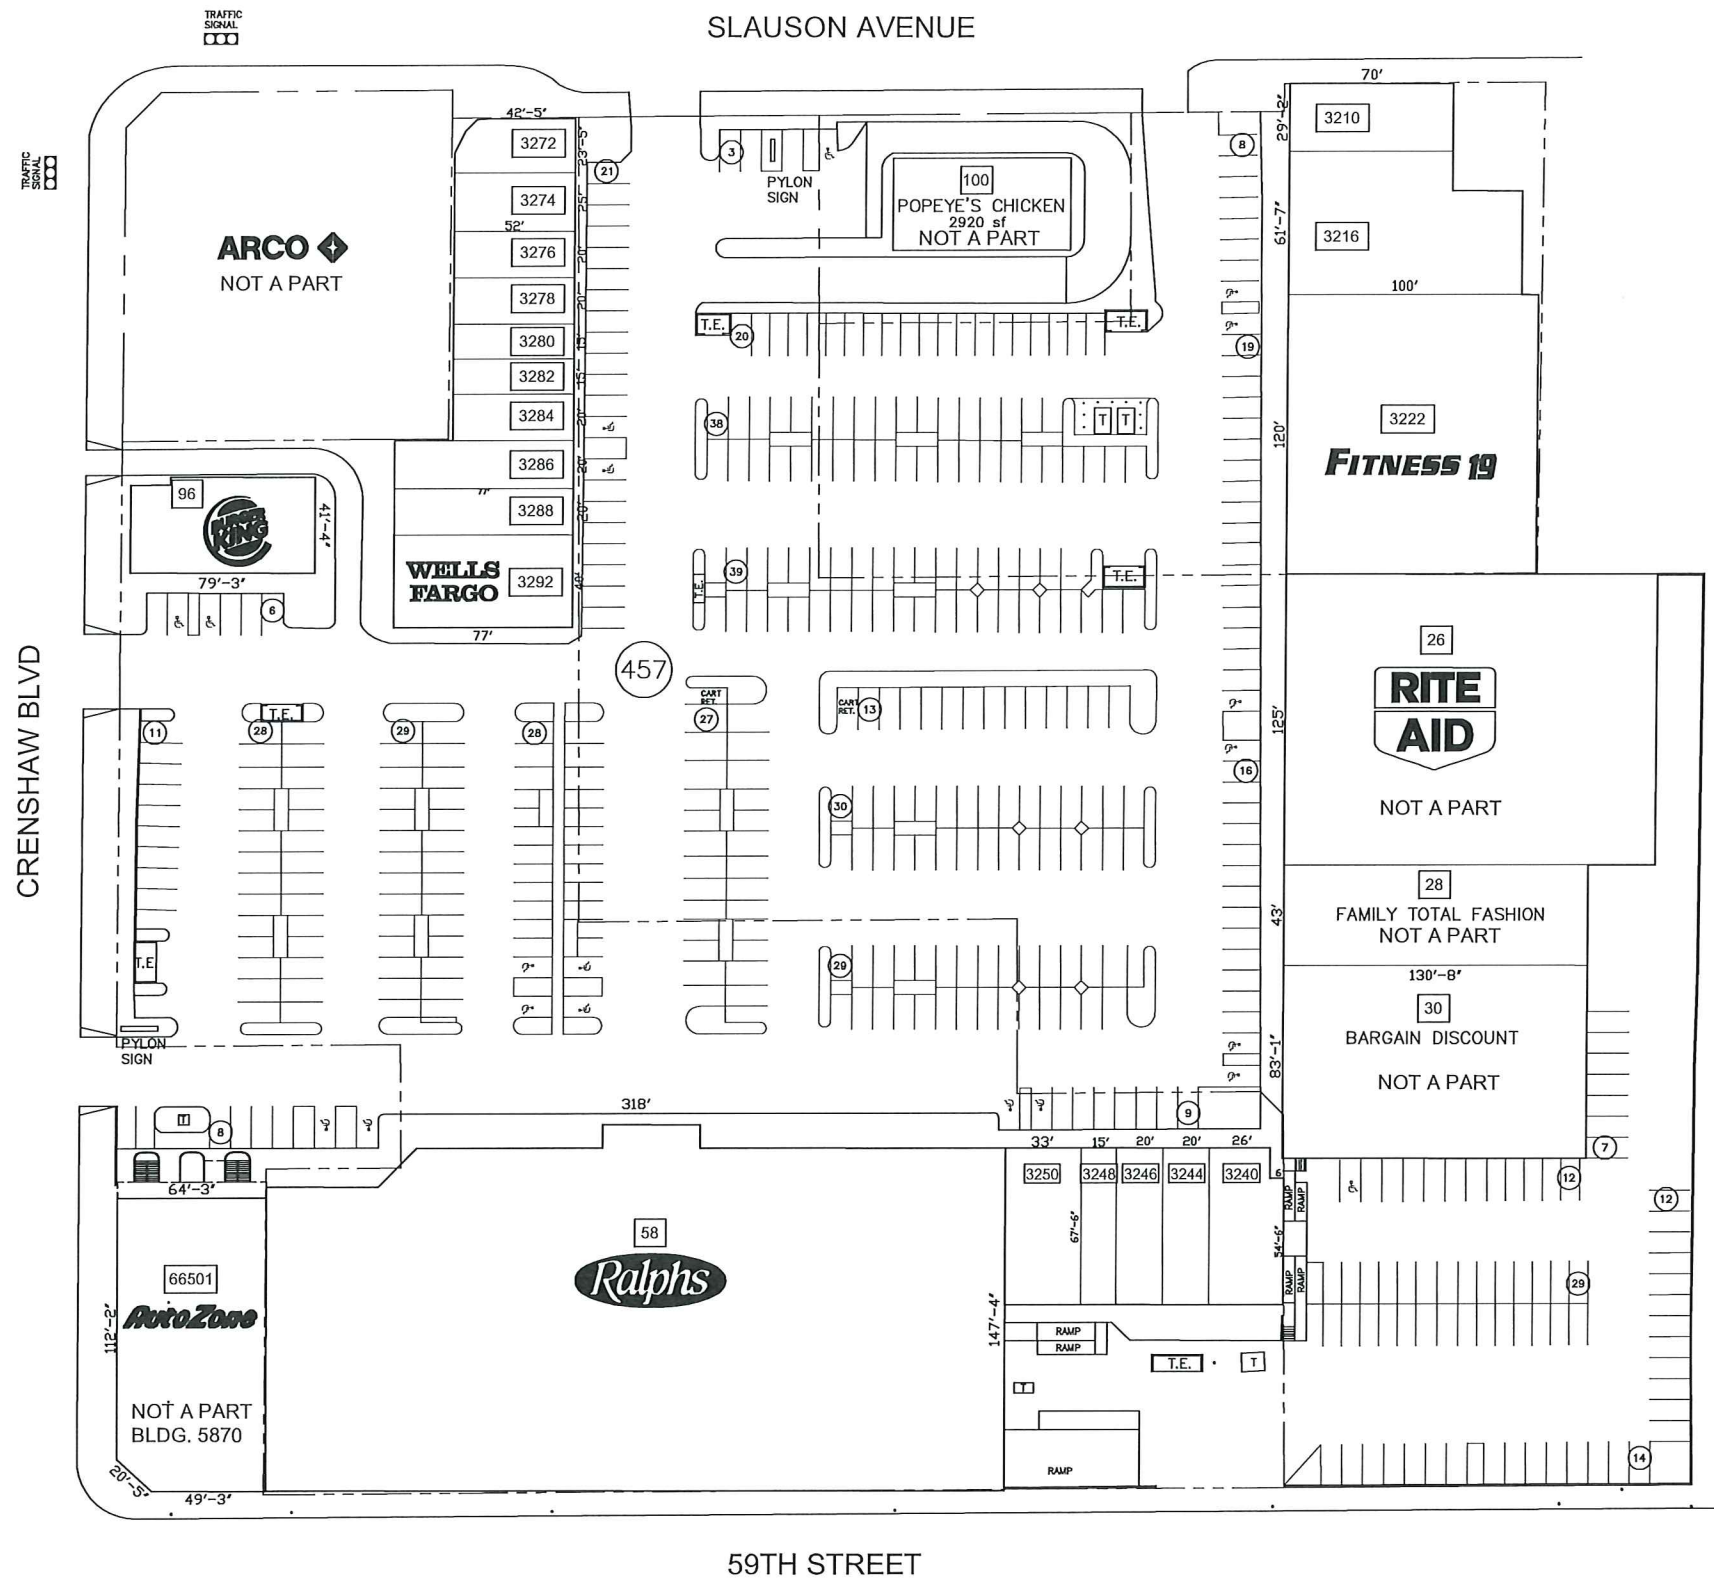 TRAFFIC
SIGNAL
SLAUSON AVENUE
TRAFFIC
SIGNAL
42'-5"
3272
23'-5"
21
3274
25'
52'
3276
20'
3278
20'
3280
15'
3282
15'
3284
20'
3286
20'
77'
3288
20'
WELLS
FARGO
3292
40'
77'
ARCO
NOT A PART
96
BURGER
KING
41'-4"
79'-3"
6
3
PYLON
SIGN
100
POPEYE'S CHICKEN
2920 sf
NOT A PART
T.E.
20
T.E.
38
T T
39
T.E.
T.E.
8
19
70'
29'-2"
3210
61'-7"
3216
100'
120'
3222
FITNESS 19
26
RITE
AID
125'
NOT A PART
16
28
FAMILY TOTAL FASHION
NOT A PART
43'
130'-8"
30
BARGAIN DISCOUNT
NOT A PART
83'-1"
7
12
12
29
14
CRENSHAW BLVD
457
11
28
T.E.
29
28
CART
RET.
27
CART
RET.
13
30
29
T.E.
PYLON
SIGN
T
8
64'-3"
318'
9
33'
15'
20'
20'
26'
3250
3248
3246
3244
3240
6
67'-6"
54'-6"
RAMP
RAMP
RAMP
RAMP
58
Ralphs
66501
AutoZone
112'-2"
NOT A PART
BLDG. 5870
20'-5"
49'-3"
147'-4"
RAMP
RAMP
T.E.
T
T
RAMP
59TH STREET